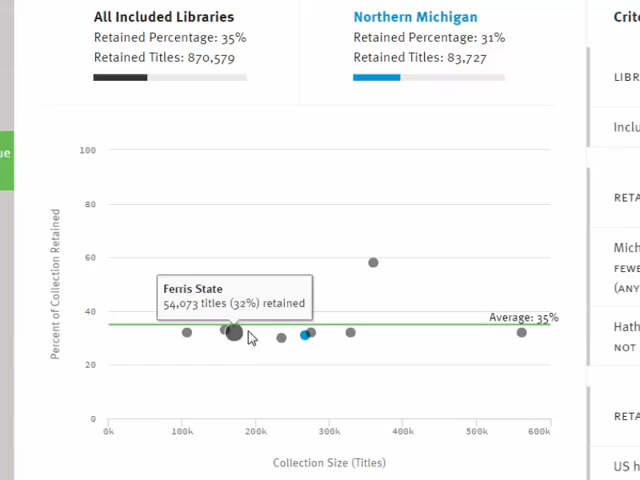 All Included Libraries
Retained Percentage: 35%
Retained Titles: 870,579
Northern Michigan
Retained Percentage: 31%
Retained Titles: 83,727
Crite
LIBR
Inclu
RETA
Mich
FEWE
(ANY
Hath
NOT
RETA
US h
ue
Percent of Collection Retained
100
80
60
40
20
0
Ferris State
54,073 titles (32%) retained
Average: 35%
0k
100k
200k
300k
400k
500k
600k
Collection Size (Titles)